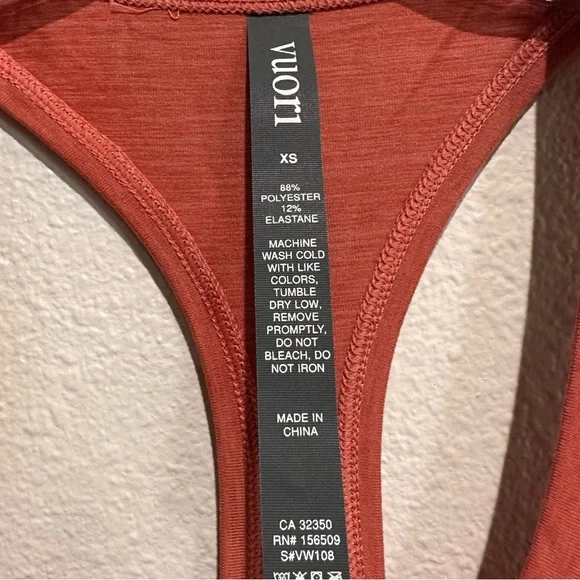 vuori
XS
88%
POLYESTER
12%
ELASTANE
MACHINE
WASH COLD
WITH LIKE
COLORS,
TUMBLE
DRY LOW,
REMOVE
PROMPTLY,
DO NOT
BLEACH, DO
NOT IRON
MADE IN
CHINA
CA 32350
RN# 156509
S#VW108